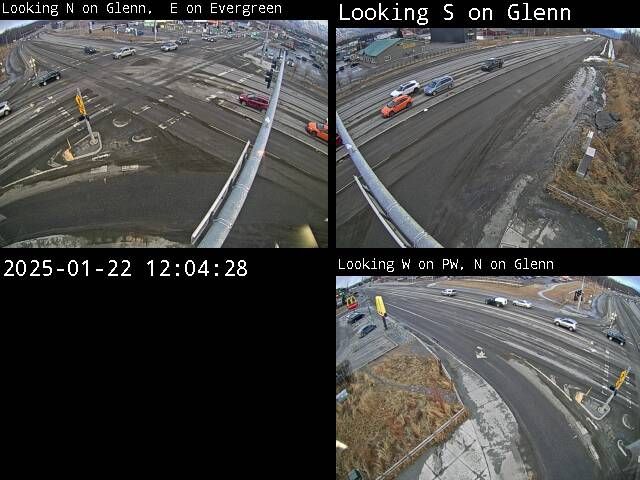 Looking N on Glenn,  E on Evergreen
Looking S on Glenn
2025-01-22 12:04:28
Looking W on PW, N on Glenn